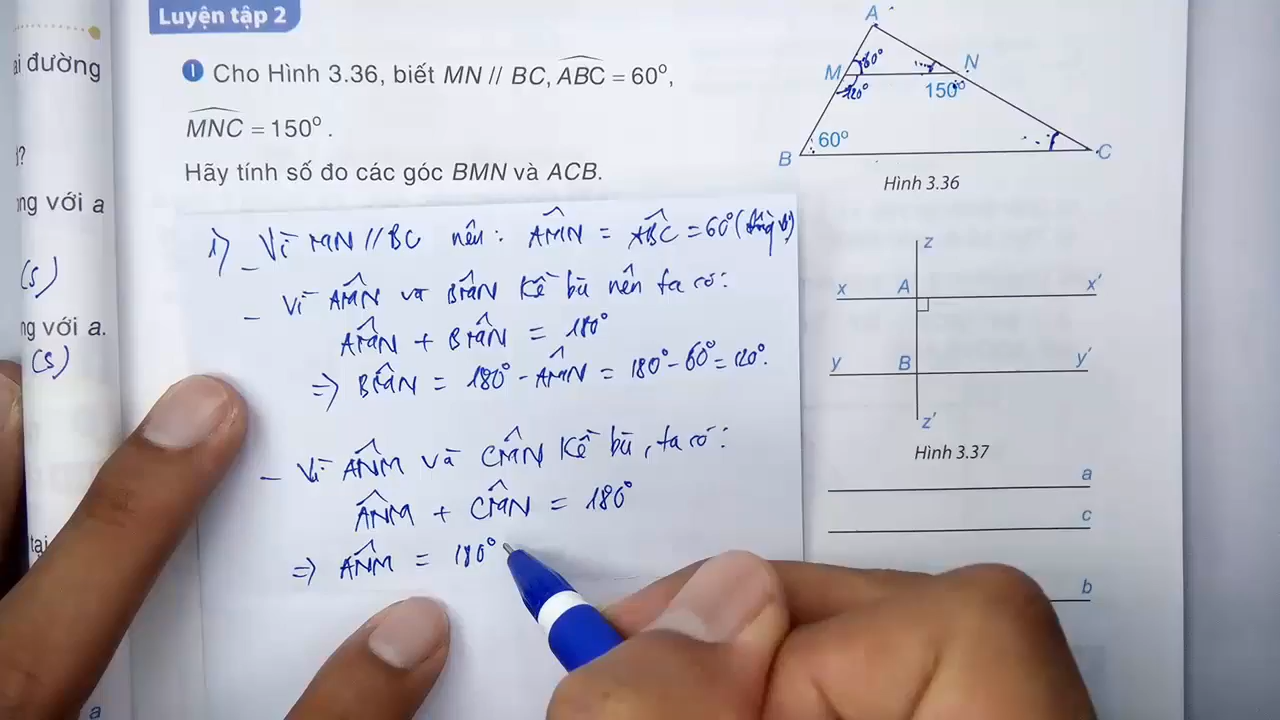 Luyện tập 2
ai đường
1 Cho Hình 3.36, biết MN // BC, ABC = 60°,
MNC = 150°.
Hãy tính số đo các góc BMN và ACB.
?
ng với a
(s)
ng với a.
(s)
tại
a
1) - Vì MN // BC nên: AMN = ABC = 60° (đồng vị)
- Vì AMN và BMN kề bù nên ta có:
AMN + BMN = 180°
=> BMN = 180° - AMN = 180° - 60° = 120°.
- Vì ANM và CMN kề bù, ta có:
ANM + CMN = 180°
=> ANM = 180°
A
M
N
120°
150°
60°
B
C
Hình 3.36
z
x A x'
y B y'
z'
Hình 3.37
a
c
b